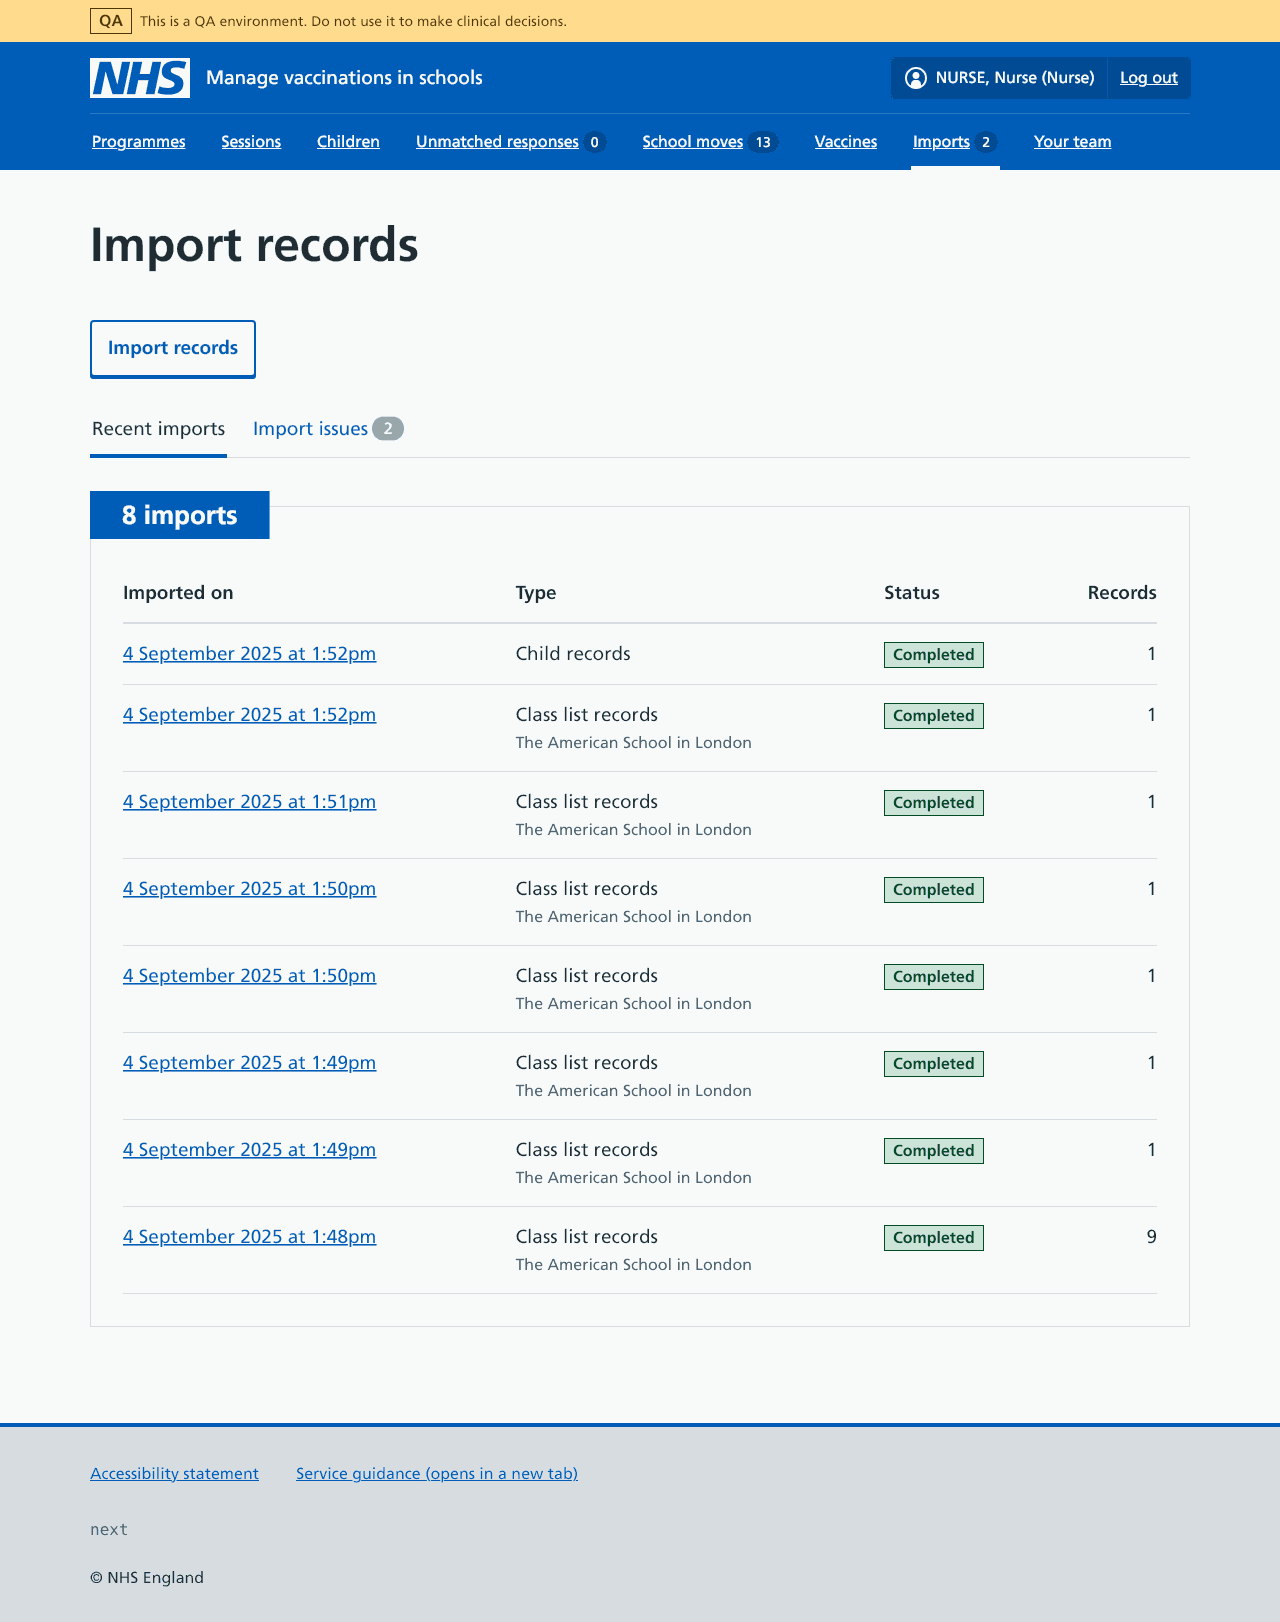 QA This is a QA environment. Do not use it to make clinical decisions.
NHS Manage vaccinations in schools NURSE, Nurse (Nurse) Log out
Programmes Sessions Children Unmatched responses 0 School moves 13 Vaccines Imports 2 Your team
Import records
Import records
Recent imports Import issues 2
8 imports
Imported on Type Status Records
4 September 2025 at 1:52pm Child records Completed 1
4 September 2025 at 1:52pm Class list records Completed 1
The American School in London
4 September 2025 at 1:51pm Class list records Completed 1
The American School in London
4 September 2025 at 1:50pm Class list records Completed 1
The American School in London
4 September 2025 at 1:50pm Class list records Completed 1
The American School in London
4 September 2025 at 1:49pm Class list records Completed 1
The American School in London
4 September 2025 at 1:49pm Class list records Completed 1
The American School in London
4 September 2025 at 1:48pm Class list records Completed 9
The American School in London
Accessibility statement Service guidance (opens in a new tab)
next
© NHS England